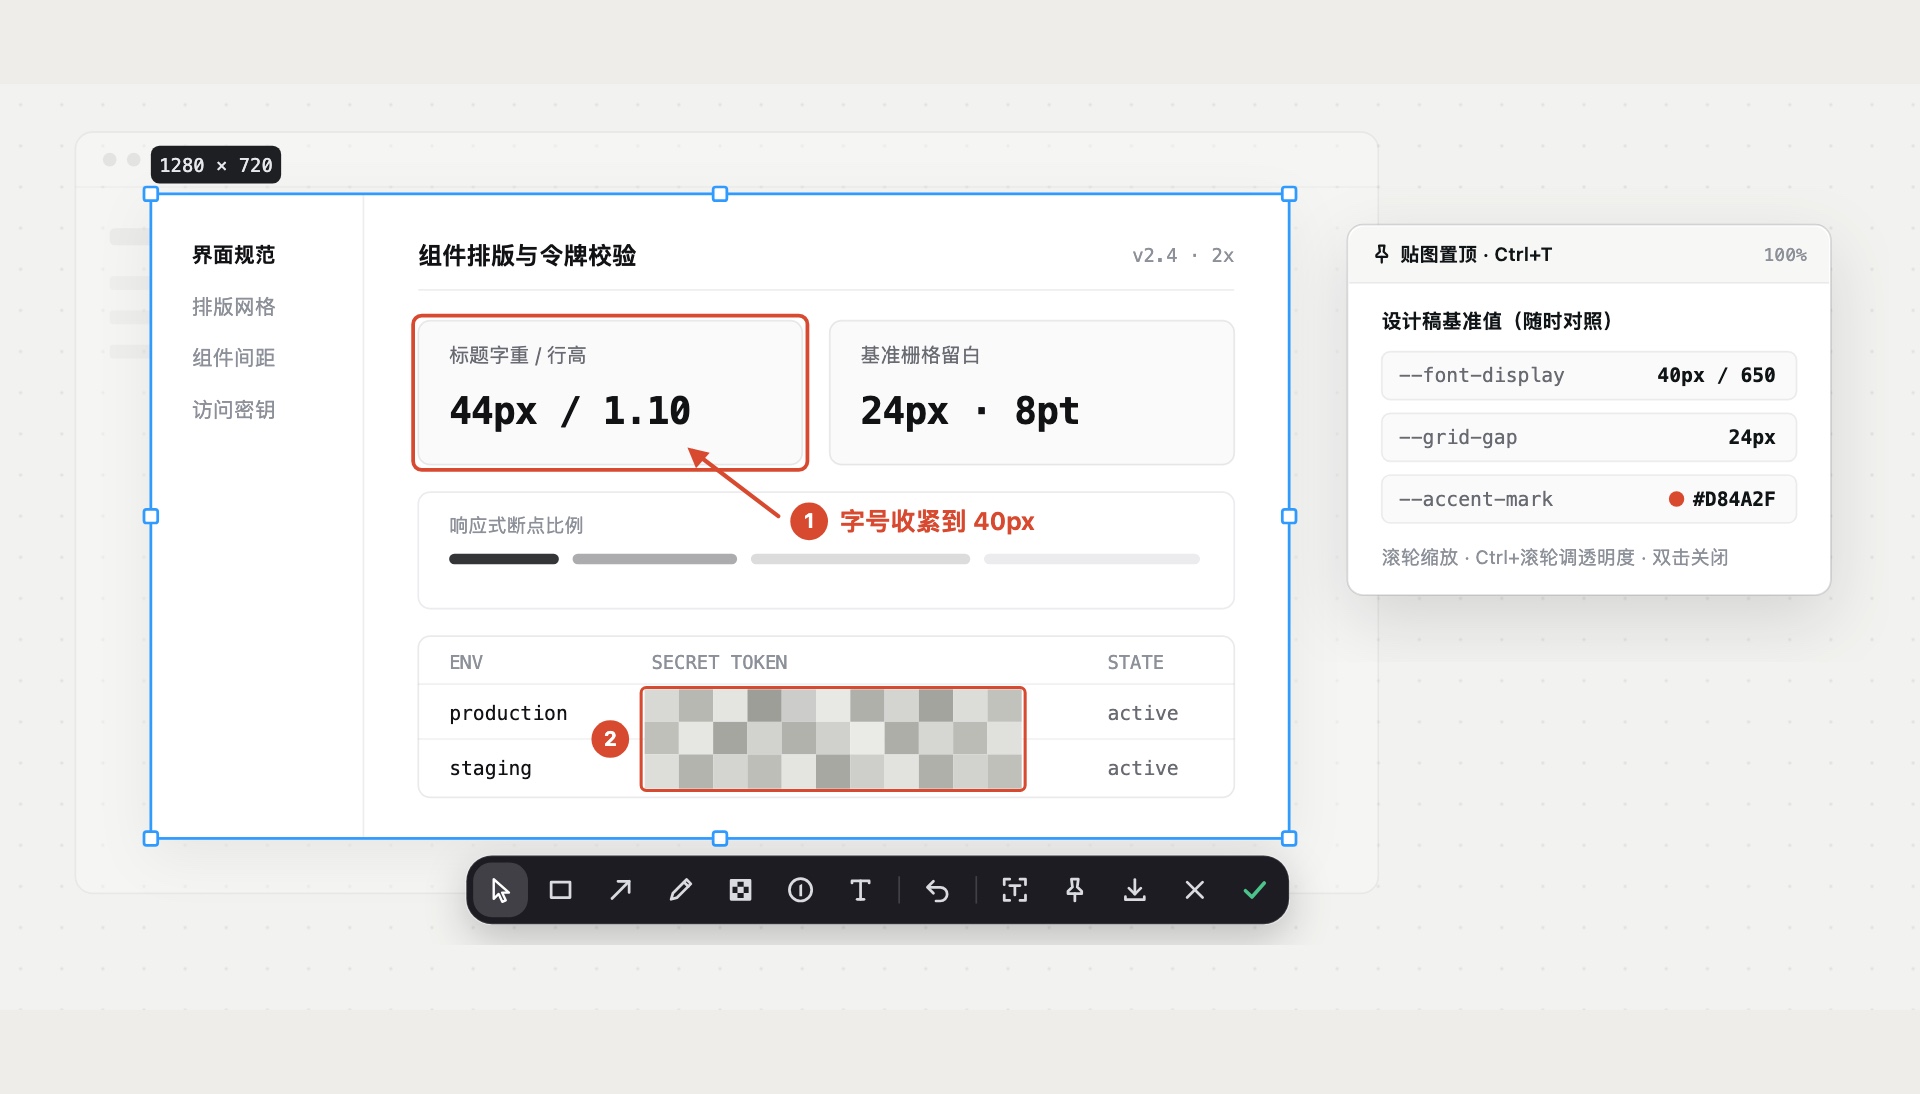 1280 × 720
界面规范
排版网格
组件间距
访问密钥
组件排版与令牌校验
v2.4 · 2x
标题字重 / 行高
44px / 1.10
基准栅格留白
24px · 8pt
响应式断点比例
1 字号收紧到 40px
ENV SECRET TOKEN STATE
production active
2
staging active
贴图置顶 · Ctrl+T 100%
设计稿基准值（随时对照）
--font-display 40px / 650
--grid-gap 24px
--accent-mark #D84A2F
滚轮缩放 · Ctrl+滚轮调透明度 · 双击关闭